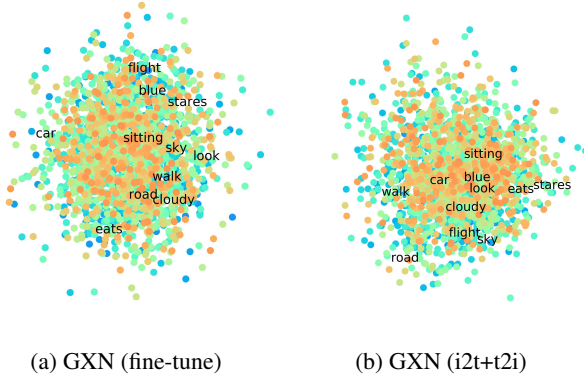 flight
blue
stares
car
sitting
sky
look
walk
road
cloudy
eats
sitting
car
blue
look
walk
eats
stares
cloudy
flight
sky
road
(a) GXN (fine-tune)
(b) GXN (i2t+t2i)